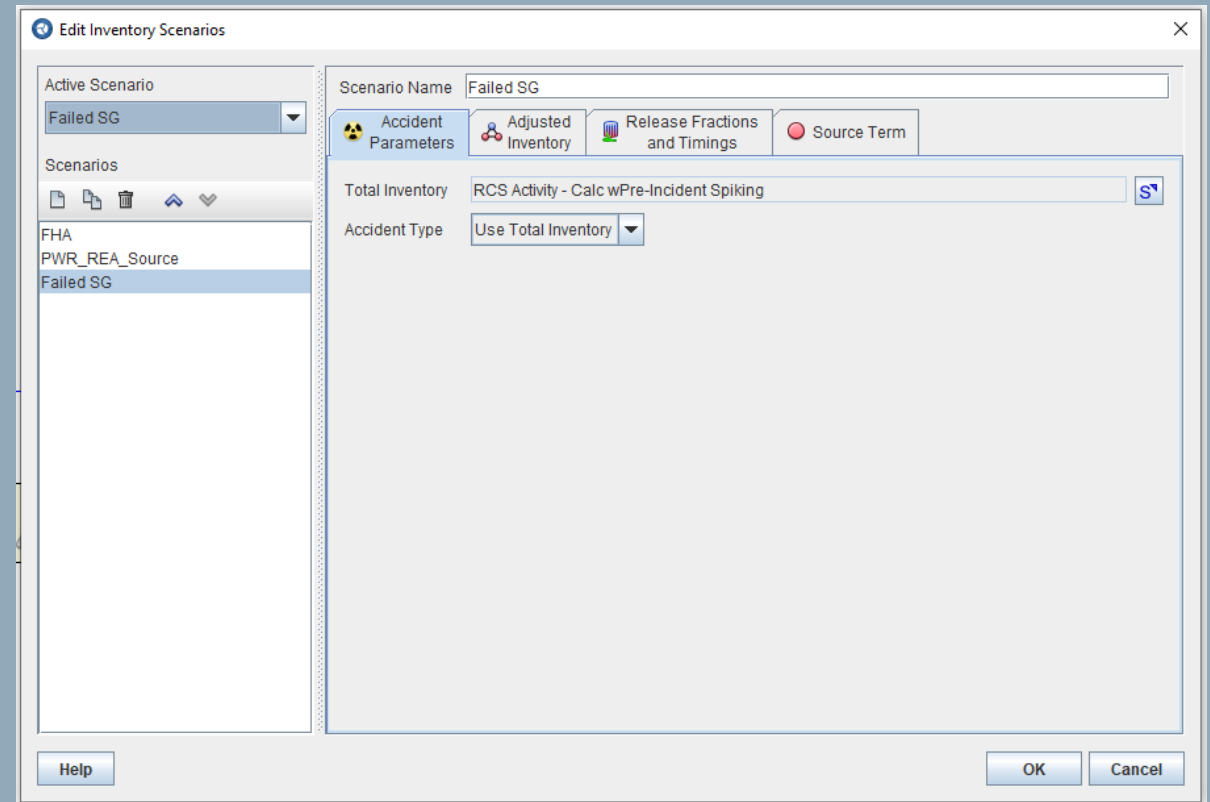 Edit Inventory Scenarios
Active Scenario
Failed SG
Scenarios
FHA
PWR_REA_Source
Failed SG
Scenario Name Failed SG
Accident
Parameters
Adjusted
Inventory
Release Fractions
and Timings
Source Term
Total Inventory RCS Activity - Calc wPre-Incident Spiking
S
Accident Type Use Total Inventory
Help
OK
Cancel